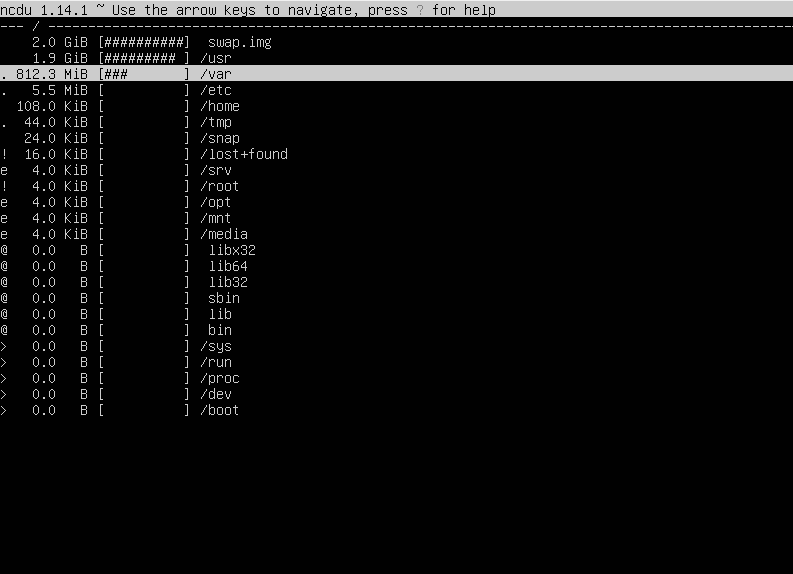 ncdu 1.14.1 ~ Use the arrow keys to navigate, press ? for help
--- / ----------------------------------------------------------------------------------------------
    2.0 GiB [##########]  swap.img
    1.9 GiB [######### ] /usr
. 812.3 MiB [###       ] /var
.   5.5 MiB [          ] /etc
  108.0 KiB [          ] /home
.  44.0 KiB [          ] /tmp
   24.0 KiB [          ] /snap
!  16.0 KiB [          ] /lost+found
e   4.0 KiB [          ] /srv
!   4.0 KiB [          ] /root
e   4.0 KiB [          ] /opt
e   4.0 KiB [          ] /mnt
e   4.0 KiB [          ] /media
@   0.0   B [          ]  libx32
@   0.0   B [          ]  lib64
@   0.0   B [          ]  lib32
@   0.0   B [          ]  sbin
@   0.0   B [          ]  lib
@   0.0   B [          ]  bin
>   0.0   B [          ] /sys
>   0.0   B [          ] /run
>   0.0   B [          ] /proc
>   0.0   B [          ] /dev
>   0.0   B [          ] /boot